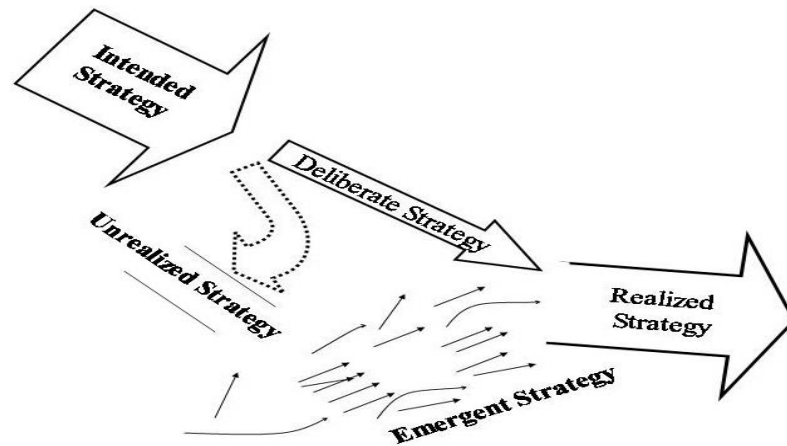 Intended
Strategy
Deliberate Strategy
Unrealized Strategy
Realized
Strategy
Emergent Strategy